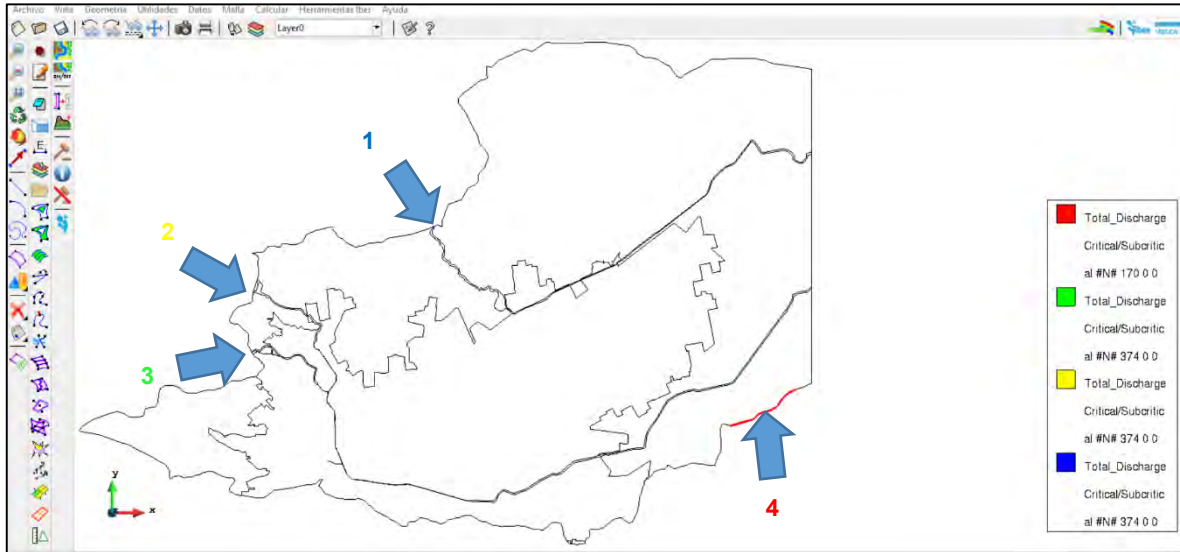 Archivo Vista Geometria Utilidades Datos Malla Calcular Herramientas Iber Ayuda
Layer0
?
1
2
3
4
y
x
Total_Discharge
Critical/Subcritic
al #N# 170 0 0
Total_Discharge
Critical/Subcritic
al #N# 374 0 0
Total_Discharge
Critical/Subcritic
al #N# 374 0 0
Total_Discharge
Critical/Subcritic
al #N# 374 0 0